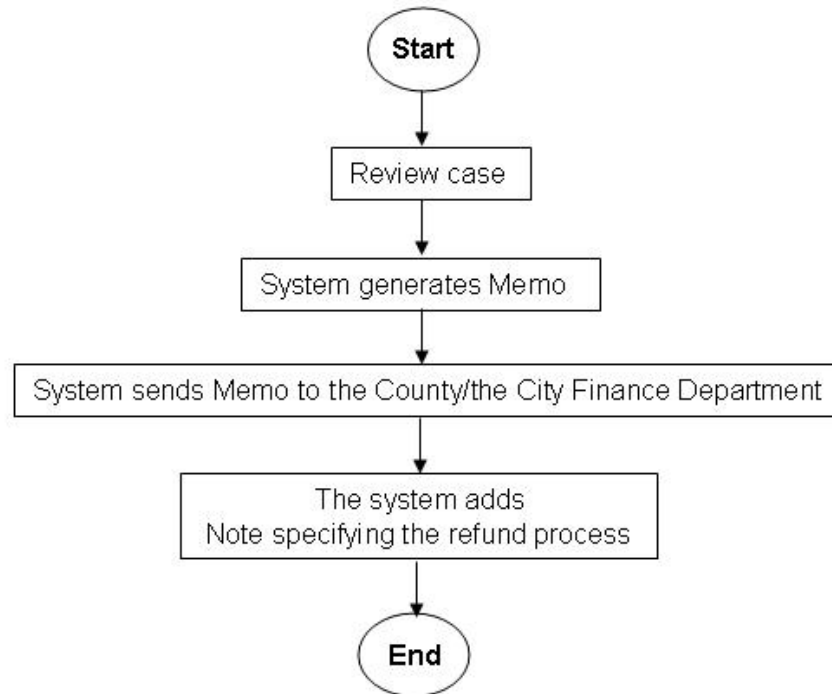 Start
Review case
System generates Memo
System sends Memo to the County/the City Finance Department
The system adds
Note specifying the refund process
End